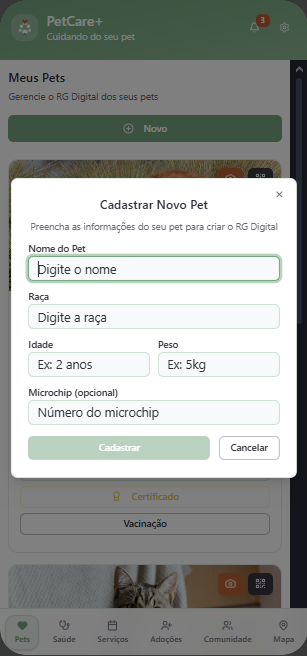 PetCare+
Cuidando do seu pet
3
Meus Pets
Gerencie o RG Digital dos seus pets
Novo
Cadastrar Novo Pet
Preencha as informações do seu pet para criar o RG Digital
Nome do Pet
Digite o nome
Raça
Digite a raça
Idade Peso
Ex: 2 anos Ex: 5kg
Microchip (opcional)
Número do microchip
Cadastrar Cancelar
Certificado
Vacinação
Pets Saúde Serviços Adoções Comunidade Mapa